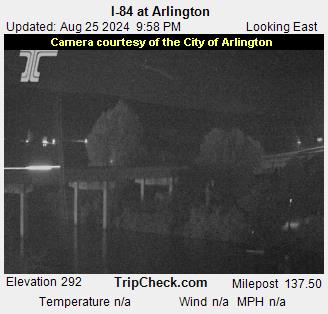 I-84 at Arlington
Updated: Aug 25 2024 9:58 PM Looking East
Camera courtesy of the City of Arlington
Elevation 292 TripCheck.com Milepost 137.50
Temperature n/a Wind n/a MPH n/a